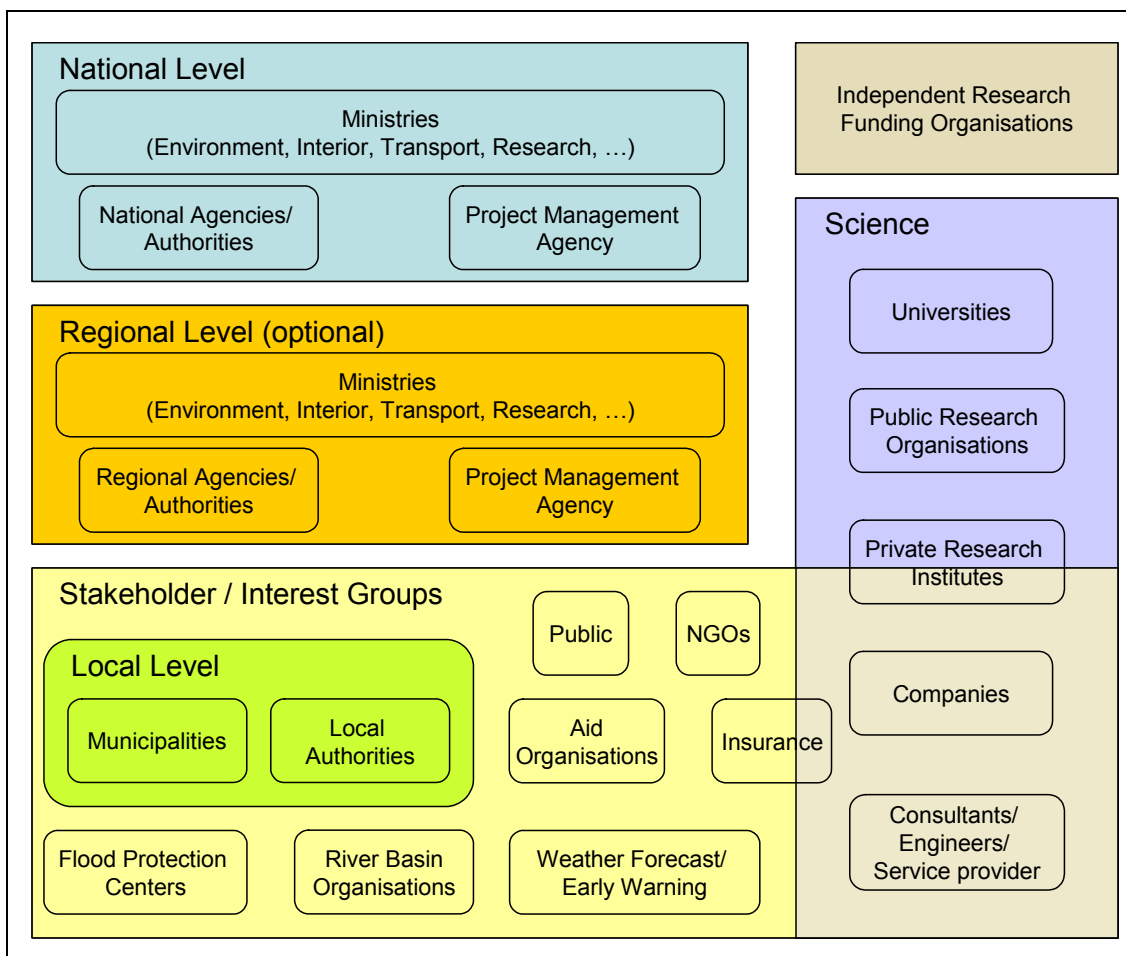 National Level
Ministries
(Environment, Interior, Transport, Research, …)
National Agencies/
Authorities
Project Management
Agency
Independent Research
Funding Organisations
Regional Level (optional)
Ministries
(Environment, Interior, Transport, Research, …)
Regional Agencies/
Authorities
Project Management
Agency
Science
Universities
Public Research
Organisations
Private Research
Institutes
Stakeholder / Interest Groups
Local Level
Municipalities
Local
Authorities
Public
NGOs
Aid
Organisations
Insurance
Companies
Flood Protection
Centers
River Basin
Organisations
Weather Forecast/
Early Warning
Consultants/
Engineers/
Service provider